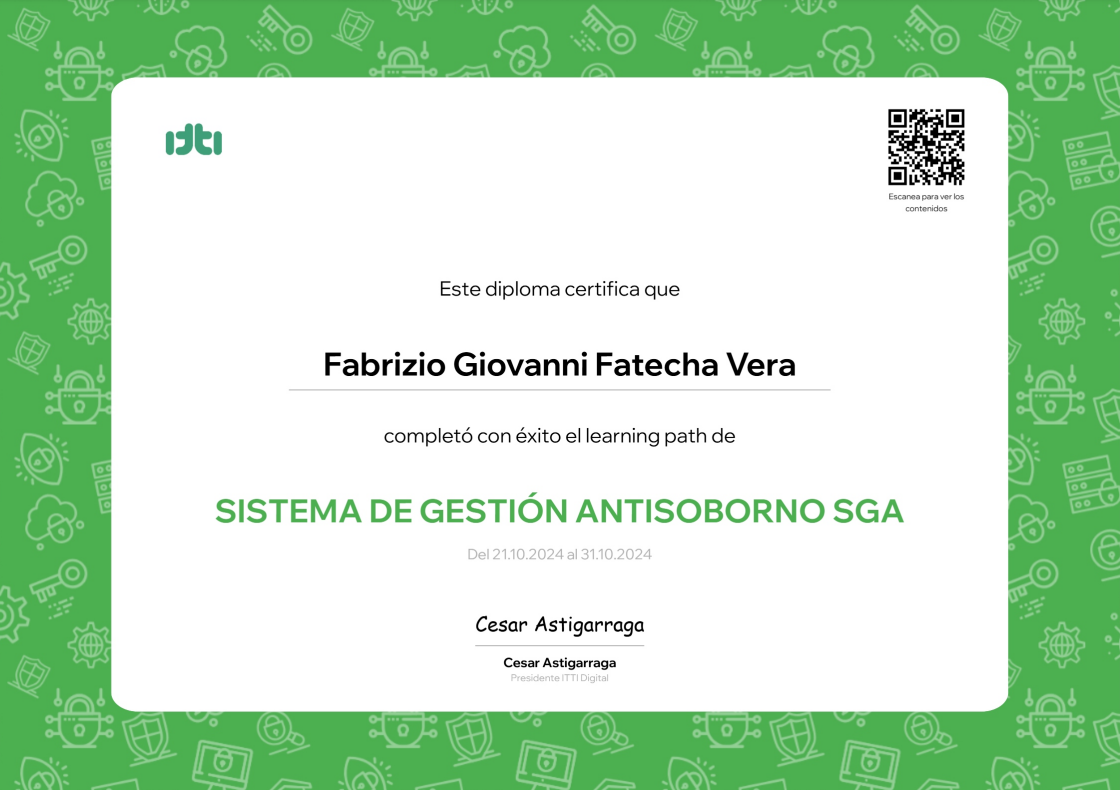 itti
Escanea para ver los
contenidos
Este diploma certifica que
Fabrizio Giovanni Fatecha Vera
completó con éxito el learning path de
SISTEMA DE GESTIÓN ANTISOBORNO SGA
Del 21.10.2024 al 31.10.2024
Cesar Astigarraga
Cesar Astigarraga
Presidente ITTI Digital